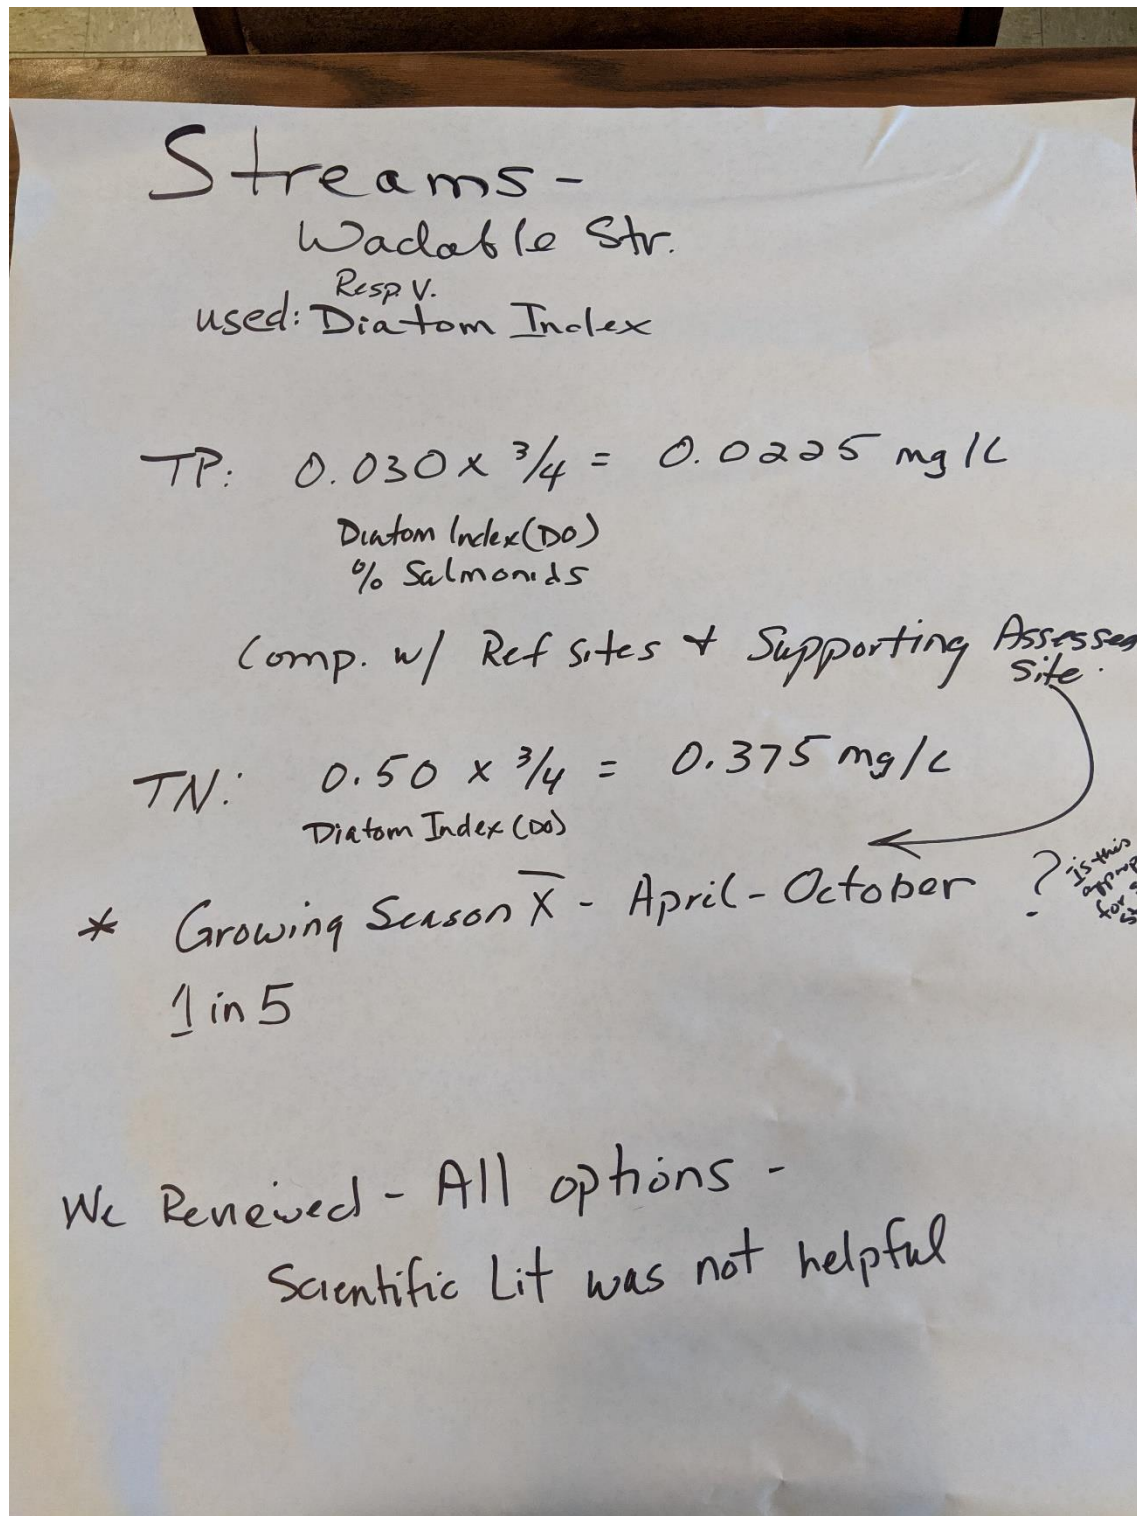 Streams -
Wadable Str.
Resp. V.
used: Diatom Index
TP: 0.030 x 3/4 = 0.0225 mg/L
Diatom Index (DO)
% Salmonids
Comp. w/ Ref sites + Supporting Assessed
Site.
TN: 0.50 x 3/4 = 0.375 mg/L
Diatom Index (DO)
* Growing Season X̄ - April - October ?
Is this
for
1 in 5
We Reveiwed - All options -
Scientific Lit was not helpful